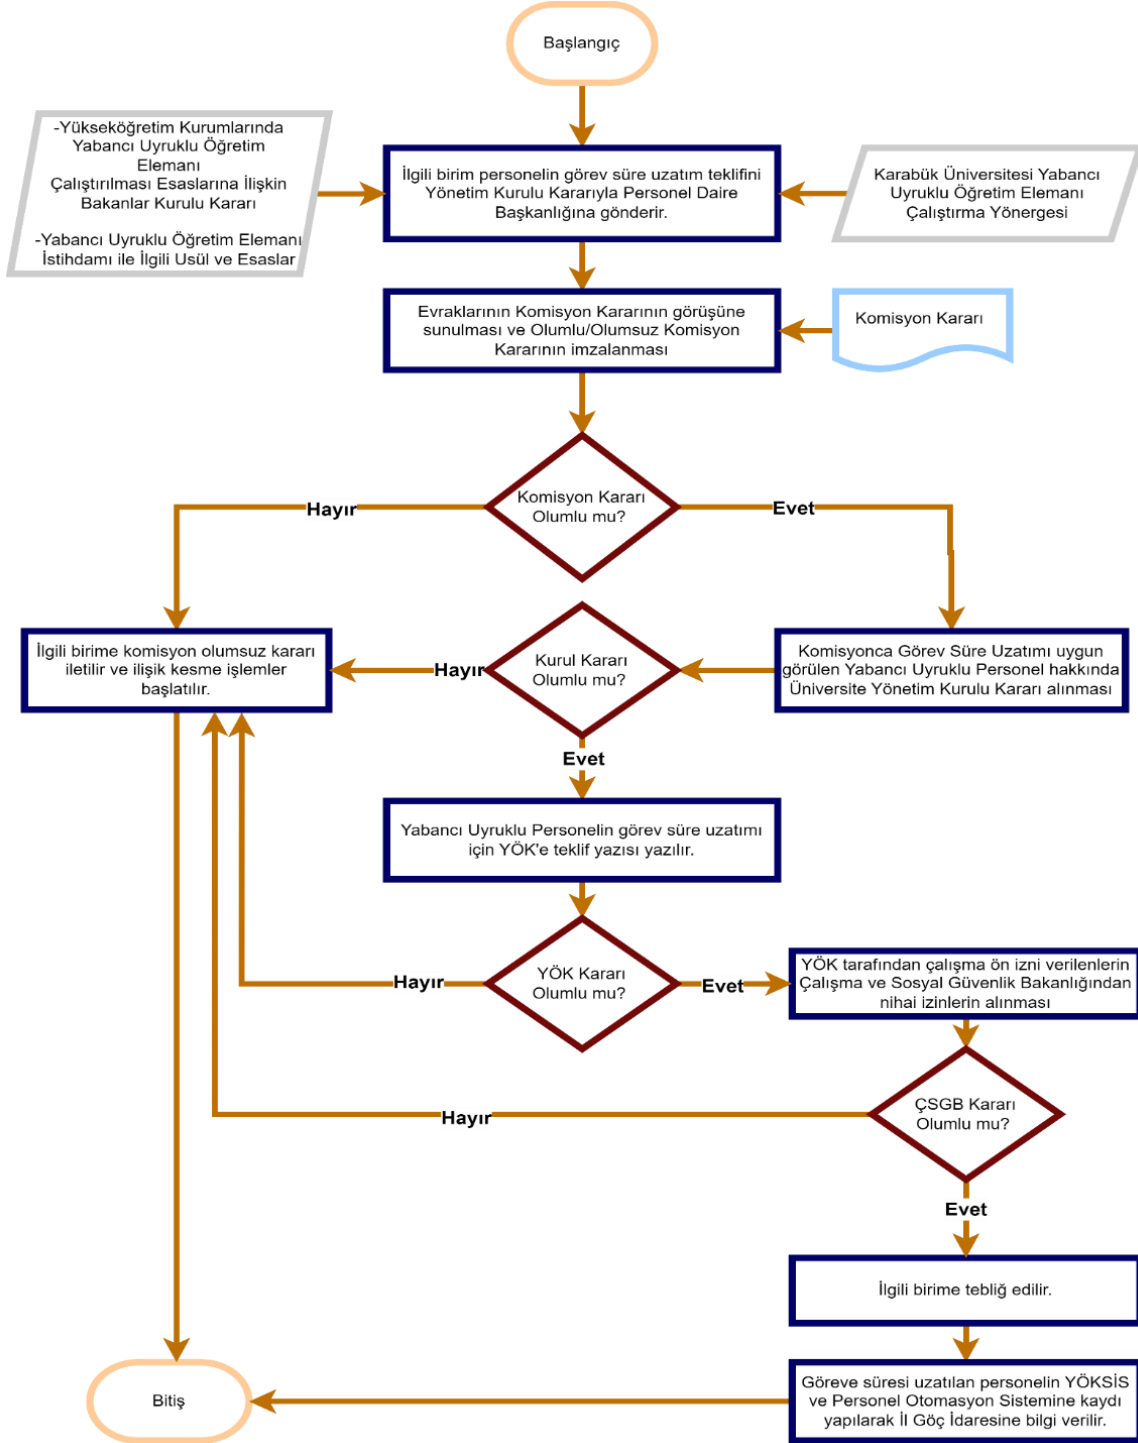 Başlangıç
-Yükseköğretim Kurumlarında
Yabancı Uyruklu Öğretim
Elemanı
Çalıştırılması Esaslarına İlişkin
Bakanlar Kurulu Kararı
-Yabancı Uyruklu Öğretim Elemanı
İstihdamı ile İlgili Usül ve Esaslar
İlgili birim personelin görev süre uzatım teklifini
Yönetim Kurulu Kararıyla Personel Daire
Başkanlığına gönderir.
Karabük Üniversitesi Yabancı
Uyruklu Öğretim Elemanı
Çalıştırma Yönergesi
Evraklarının Komisyon Kararının görüşüne
sunulması ve Olumlu/Olumsuz Komisyon
Kararının imzalanması
Komisyon Kararı
Komisyon Kararı
Olumlu mu?
Hayır
Evet
İlgili birime komisyon olumsuz kararı
iletilir ve ilişik kesme işlemler
başlatılır.
Hayır
Kurul Kararı
Olumlu mu?
Komisyonca Görev Süre Uzatımı uygun
görülen Yabancı Uyruklu Personel hakkında
Üniversite Yönetim Kurulu Kararı alınması
Evet
Yabancı Uyruklu Personelin görev süre uzatımı
için YÖK'e teklif yazısı yazılır.
Hayır
YÖK Kararı
Olumlu mu?
Evet
YÖK tarafından çalışma ön izni verilenlerin
Çalışma ve Sosyal Güvenlik Bakanlığından
nihai izinlerin alınması
Hayır
ÇSGB Kararı
Olumlu mu?
Evet
İlgili birime tebliğ edilir.
Göreve süresi uzatılan personelin YÖKSİS
ve Personel Otomasyon Sistemine kaydı
yapılarak İl Göç İdaresine bilgi verilir.
Bitiş